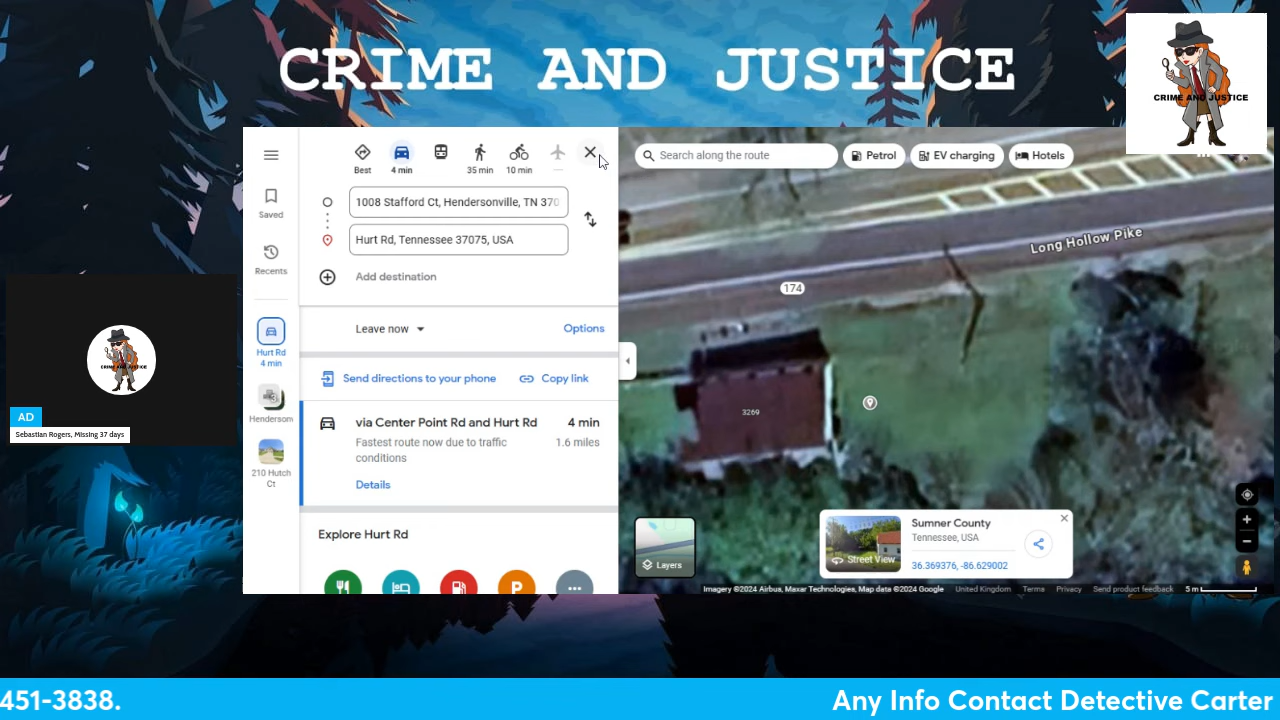 CRIME AND JUSTICE
CRIME AND JUSTICE
Best
4 min
35 min
10 min
Search along the route
Petrol
EV charging
Hotels
Saved
1008 Stafford Ct, Hendersonville, TN 370
Hurt Rd, Tennessee 37075, USA
Recents
Add destination
Long Hollow Pike
174
Leave now
Options
Hurt Rd
4 min
Send directions to your phone
Copy link
CRIME AND JUSTICE
AD
Sebastian Rogers, Missing 37 days
Henderson
via Center Point Rd and Hurt Rd
4 min
Fastest route now due to traffic
1.6 miles
conditions
3269
210 Hutch
Ct
Details
Explore Hurt Rd
Sumner County
Tennessee, USA
Street View
36.369376, -86.629002
Layers
P
Imagery ©2024 Airbus, Maxar Technologies, Map data ©2024 Google
United Kingdom
Terms
Privacy
Send product feedback
5 m
451-3838.
Any Info Contact Detective Carter